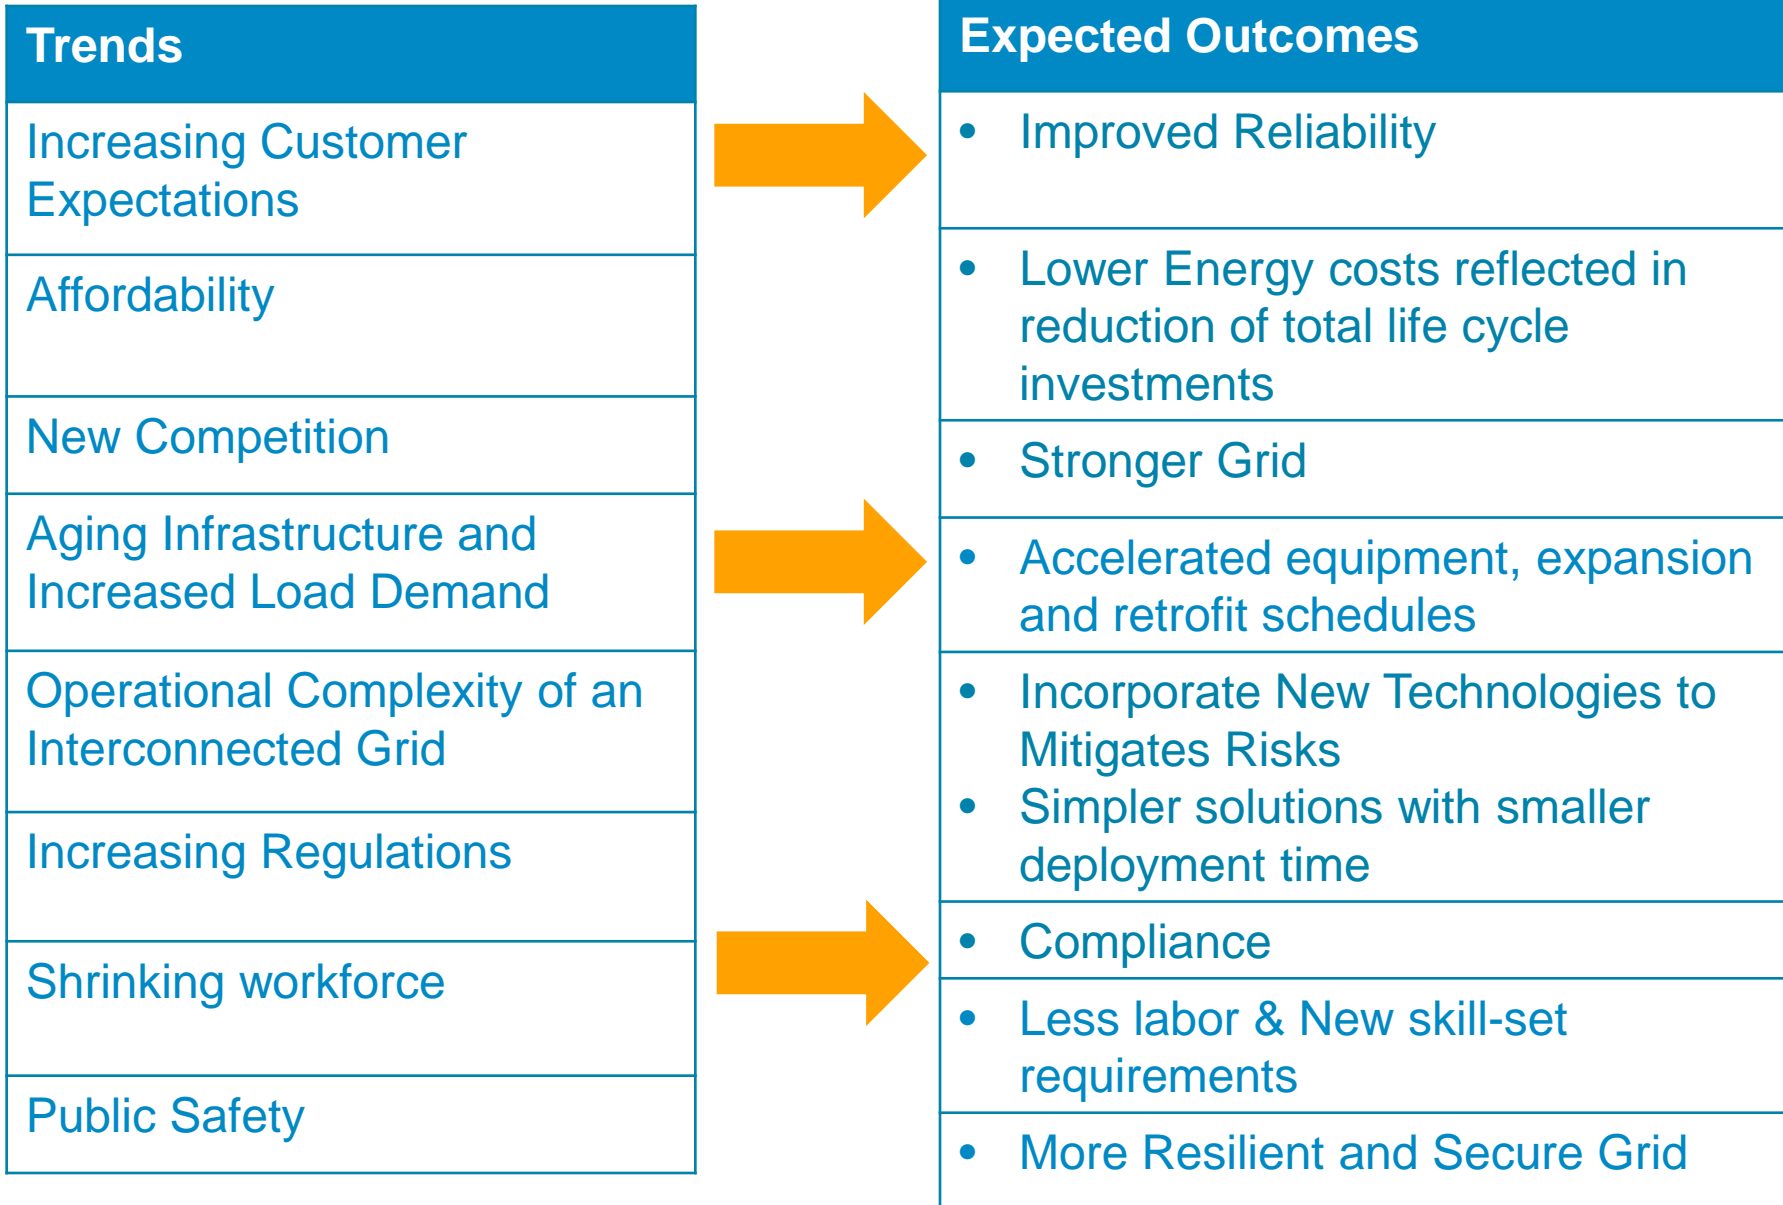 Trends
Increasing Customer
Expectations
Affordability
New Competition
Aging Infrastructure and
Increased Load Demand
Operational Complexity of an
Interconnected Grid
Increasing Regulations
Shrinking workforce
Public Safety
Expected Outcomes
• Improved Reliability
• Lower Energy costs reflected in
reduction of total life cycle
investments
• Stronger Grid
• Accelerated equipment, expansion
and retrofit schedules
• Incorporate New Technologies to
Mitigates Risks
• Simpler solutions with smaller
deployment time
• Compliance
• Less labor & New skill-set
requirements
• More Resilient and Secure Grid